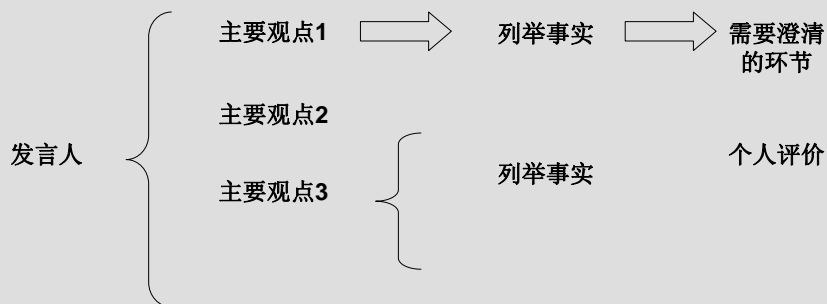 主要观点1
列举事实
需要澄清
的环节
主要观点2
发言人
个人评价
列举事实
主要观点3